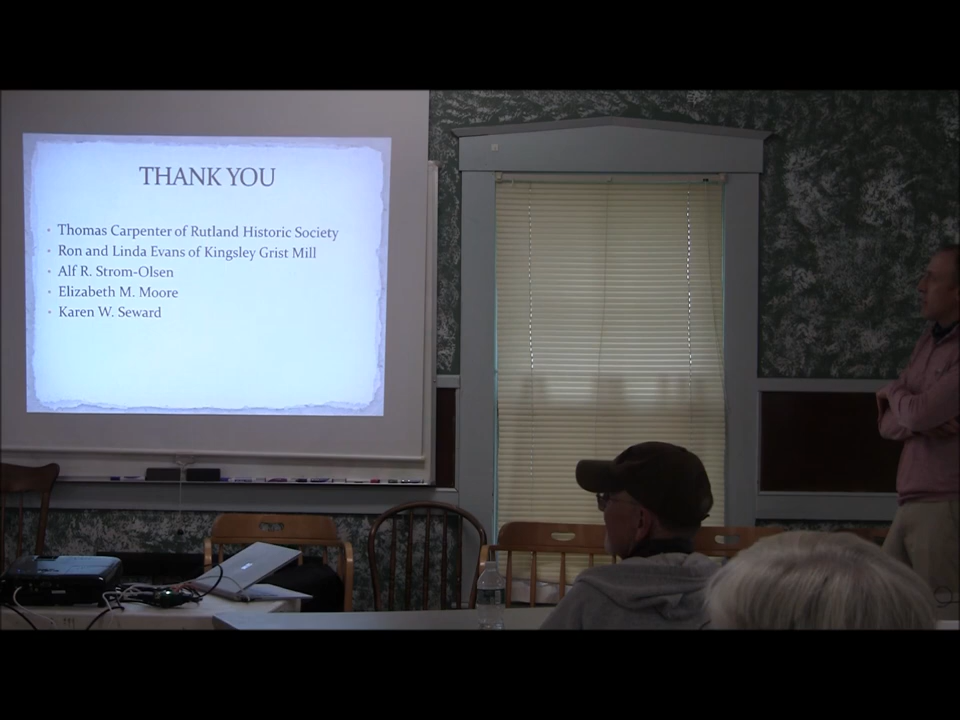 THANK YOU
• Thomas Carpenter of Rutland Historic Society
• Ron and Linda Evans of Kingsley Grist Mill
• Alf R. Strom-Olsen
• Elizabeth M. Moore
• Karen W. Seward